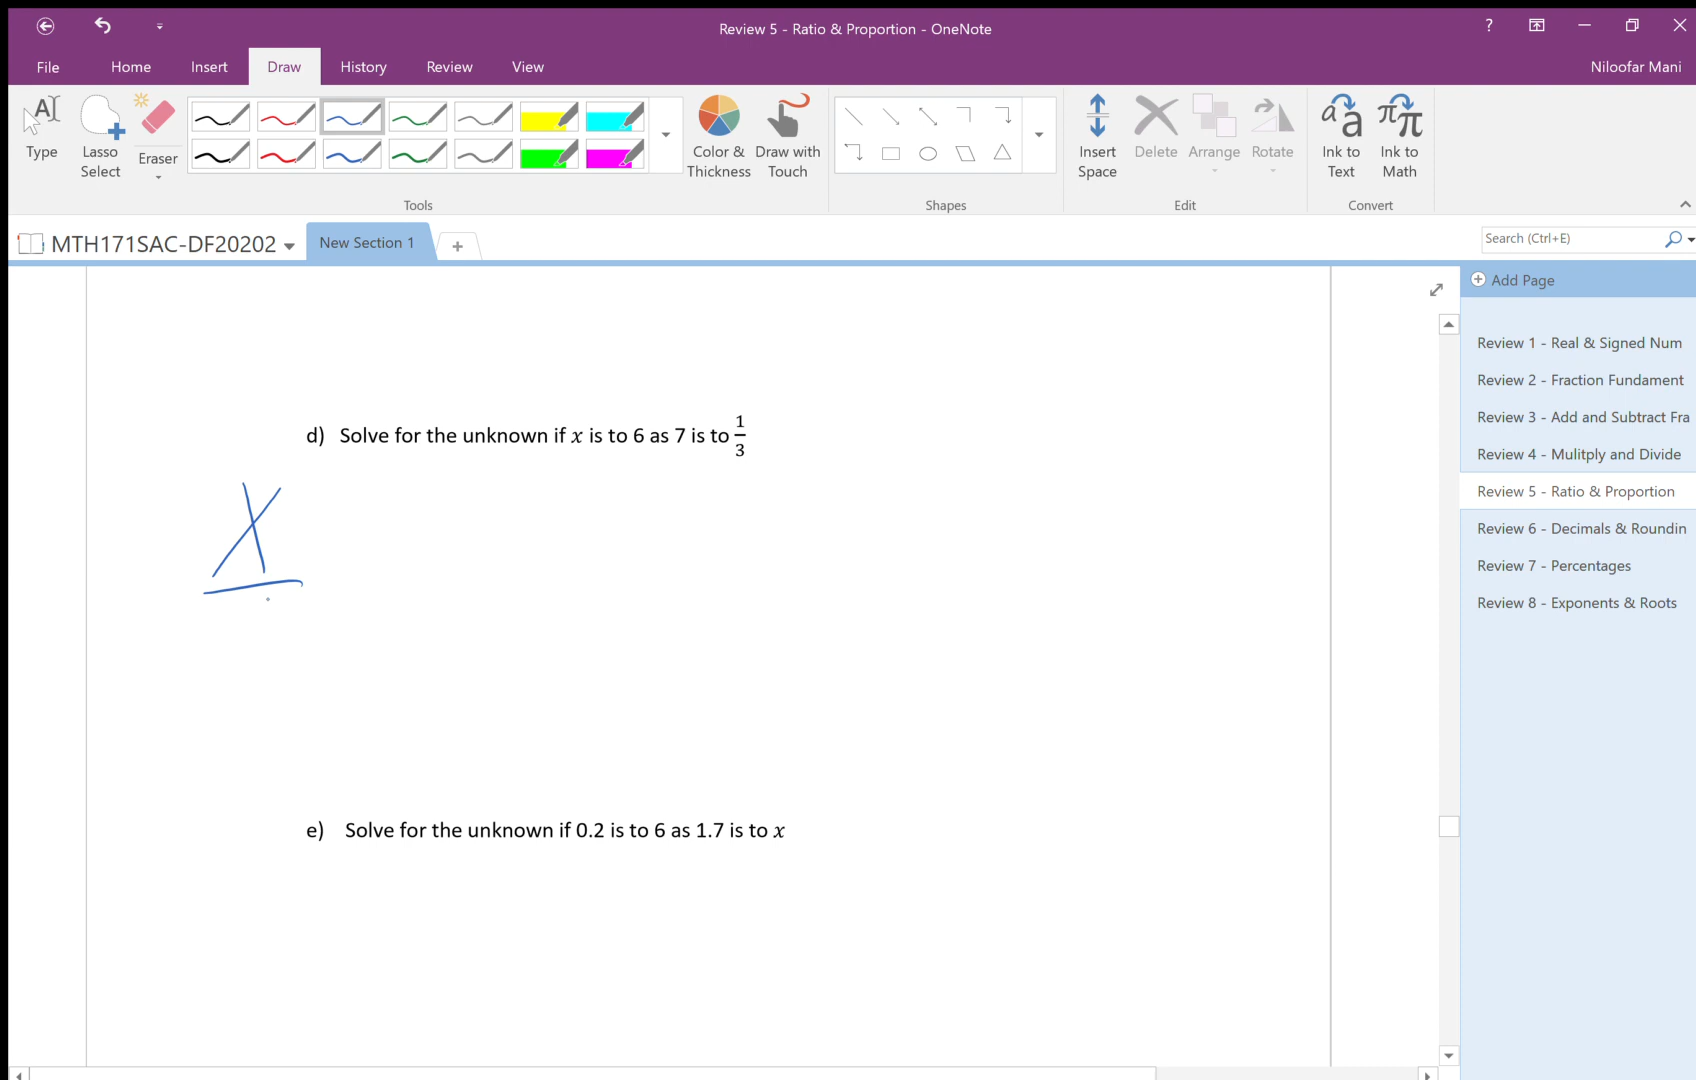 Review 5 - Ratio & Proportion - OneNote
?
File Home Insert Draw History Review View Niloofar Mani
Type
Lasso Select
Eraser
Color & Thickness
Draw with Touch
Insert Space
Delete
Arrange
Rotate
Ink to Text
Ink to Math
Tools Shapes Edit Convert
MTH171SAC-DF20202 New Section 1 +
Search (Ctrl+E)
Add Page
Review 1 - Real & Signed Num
Review 2 - Fraction Fundament
Review 3 - Add and Subtract Fra
Review 4 - Mulitply and Divide
Review 5 - Ratio & Proportion
Review 6 - Decimals & Roundin
Review 7 - Percentages
Review 8 - Exponents & Roots
d) Solve for the unknown if x is to 6 as 7 is to 1/3
X
e) Solve for the unknown if 0.2 is to 6 as 1.7 is to x